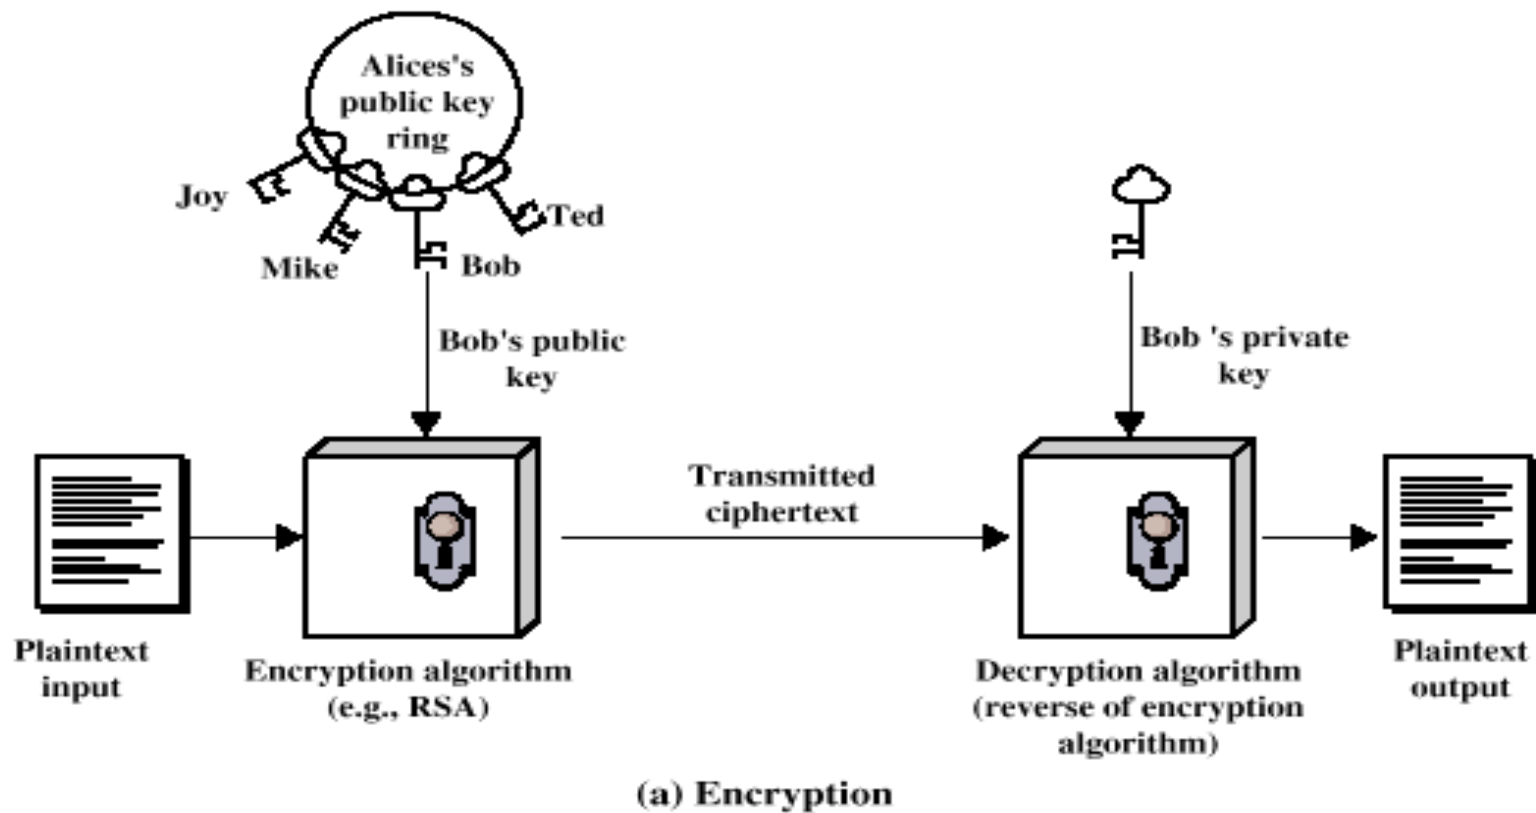 Alices's
public key
ring
Joy
Mike
Bob
Ted
Bob's public
key
Bob 's private
key
Transmitted
ciphertext
Plaintext
input
Encryption algorithm
(e.g., RSA)
Decryption algorithm
(reverse of encryption
algorithm)
Plaintext
output
(a) Encryption